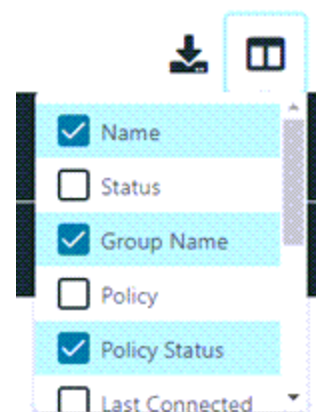 Name
Status
Group Name
Policy
Policy Status
Last Connected